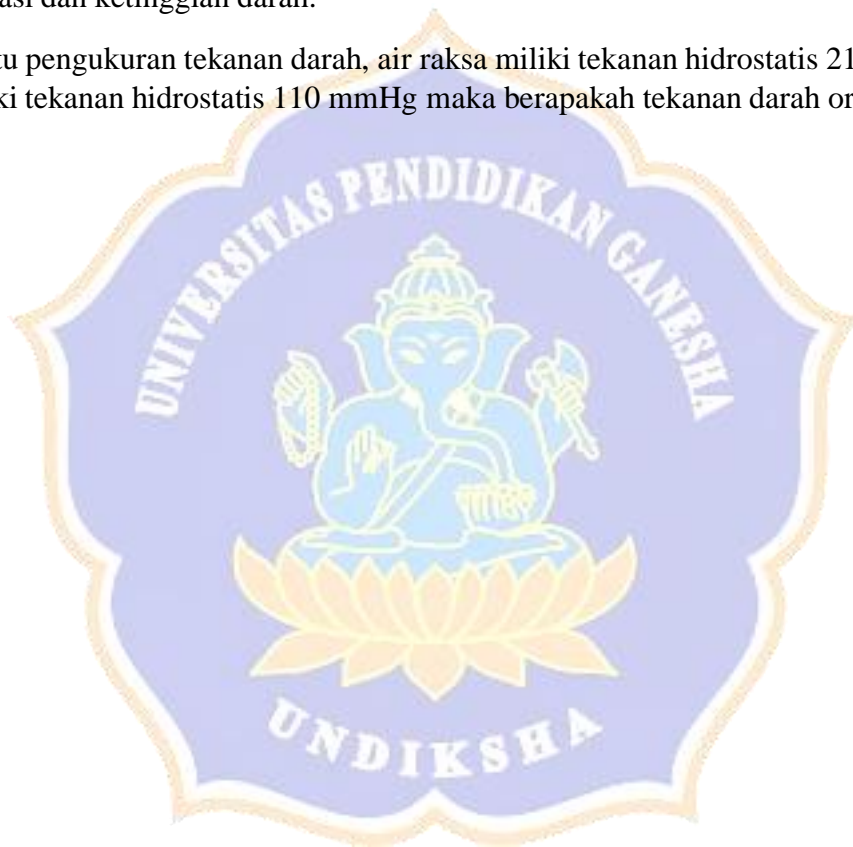 asi dan ketinggian darah.
u pengukuran tekanan darah, air raksa miliki tekanan hidrostatis 21
ki tekanan hidrostatis 110 mmHg maka berapakah tekanan darah or
UNIVERSITAS PENDIDIKAN GANESHA
UNDIKSHA